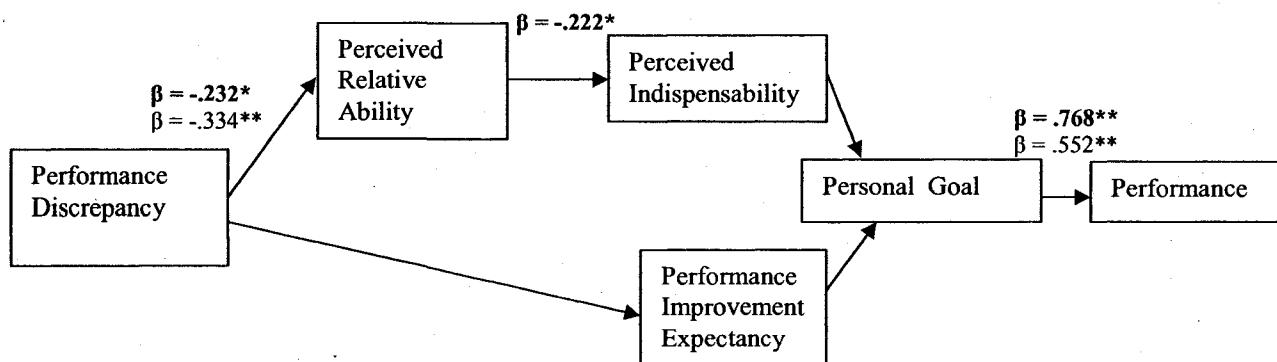 β = -.222*
Perceived
Relative
Ability
Perceived
Indispensability
β = -.232*
β = -.334**
Performance
Discrepancy
β = .768**
β = .552**
Personal Goal
Performance
Performance
Improvement
Expectancy